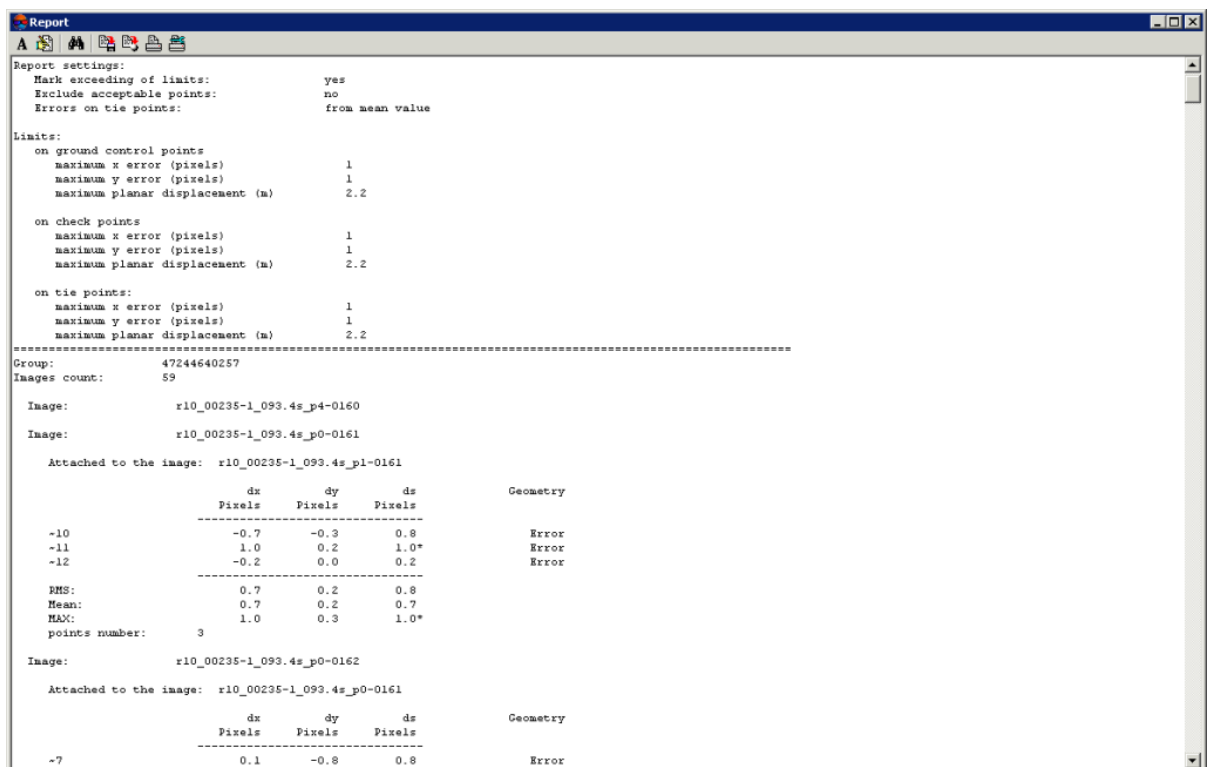 Report
A
Report settings:
Mark exceeding of limits: yes
Exclude acceptable points: no
Errors on tie points: from mean value
Limits:
on ground control points
maximum x error (pixels) 1
maximum y error (pixels) 1
maximum planar displacement (m) 2.2
on check points
maximum x error (pixels) 1
maximum y error (pixels) 1
maximum planar displacement (m) 2.2
on tie points:
maximum x error (pixels) 1
maximum y error (pixels) 1
maximum planar displacement (m) 2.2
Group: 47244640257
Images count: 59
Image: r10_00235-1_093.4s_p4-0160
Image: r10_00235-1_093.4s_p0-0161
Attached to the image: r10_00235-1_093.4s_p1-0161
dx dy ds Geometry
Pixels Pixels Pixels
~10 -0.7 -0.3 0.8 Error
~11 1.0 0.2 1.0* Error
~12 -0.2 0.0 0.2 Error
RMS: 0.7 0.2 0.8
Mean: 0.7 0.2 0.7
MAX: 1.0 0.3 1.0*
points number: 3
Image: r10_00235-1_093.4s_p0-0162
Attached to the image: r10_00235-1_093.4s_p0-0161
dx dy ds Geometry
Pixels Pixels Pixels
~7 0.1 -0.8 0.8 Error